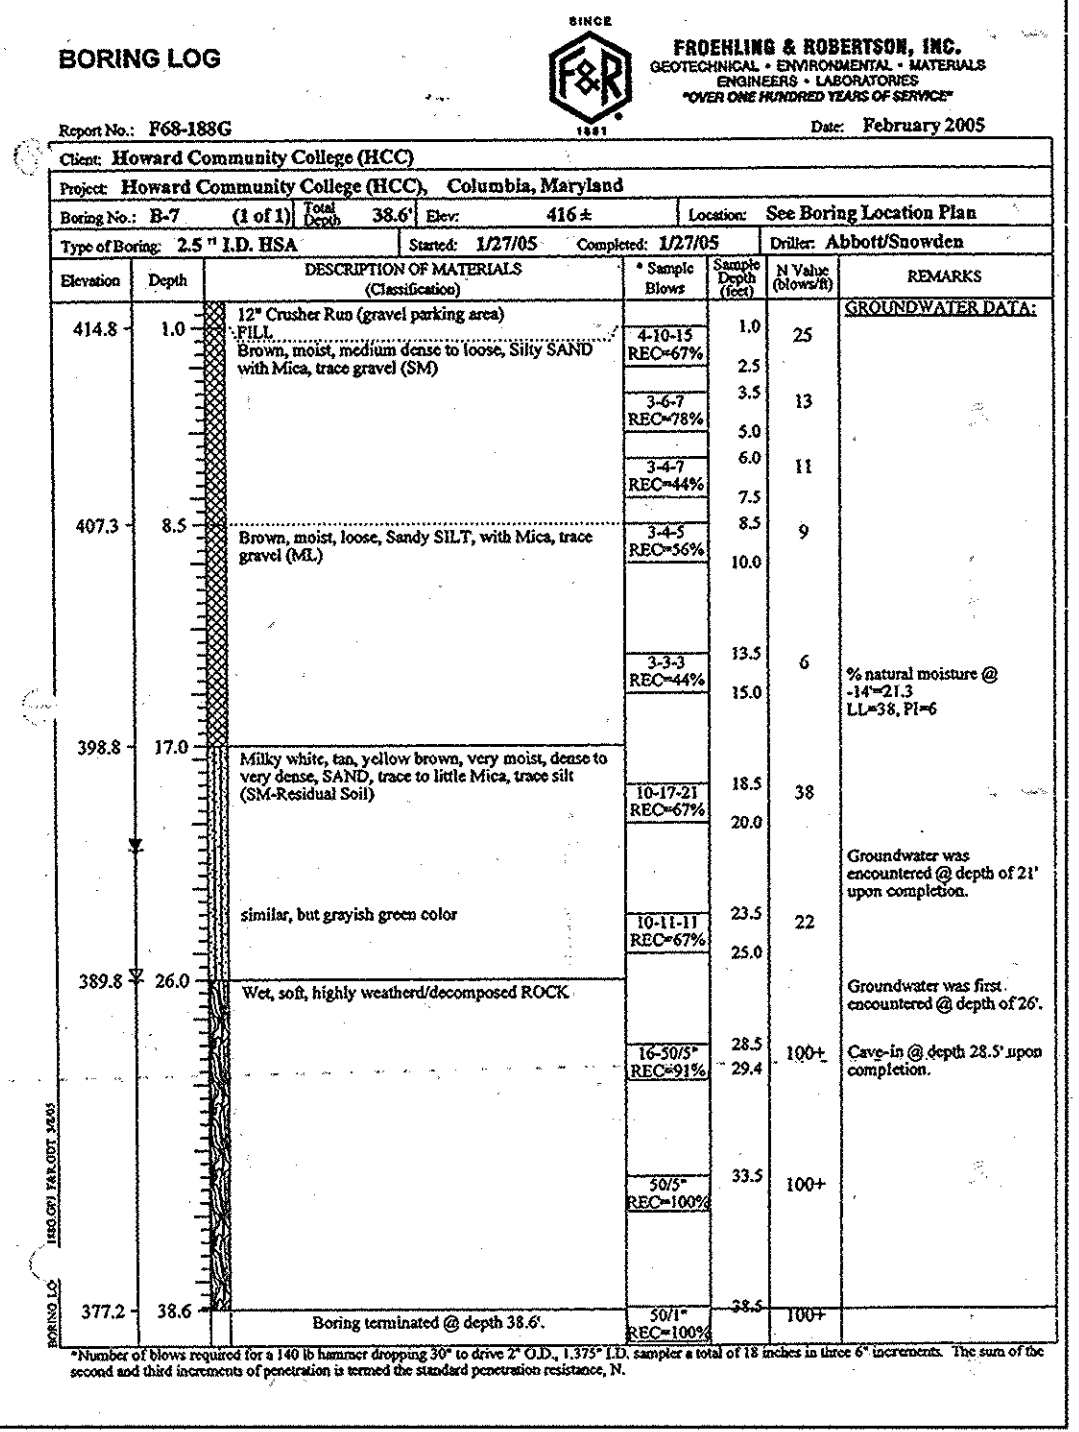 SINCE
BORING LOG
F&R
1881
FROEHLING & ROBERTSON, INC.
GEOTECHNICAL • ENVIRONMENTAL • MATERIALS
ENGINEERS • LABORATORIES
"OVER ONE HUNDRED YEARS OF SERVICE"
Report No.: F68-188G
Date: February 2005
Client: Howard Community College (HCC)
Project: Howard Community College (HCC), Columbia, Maryland
Boring No.: B-7 (1 of 1) Total Depth 38.6' Elev: 416 ± Location: See Boring Location Plan
Type of Boring: 2.5 " I.D. HSA Started: 1/27/05 Completed: 1/27/05 Driller: Abbott/Snowden
Elevation Depth DESCRIPTION OF MATERIALS (Classification) * Sample Blows Sample Depth (feet) N Value (blows/ft) REMARKS
GROUNDWATER DATA:
12" Crusher Run (gravel parking area)
414.8 1.0 FILL 4-10-15 1.0 25
Brown, moist, medium dense to loose, Silty SAND REC=67%
with Mica, trace gravel (SM) 2.5
3-6-7 3.5 13
REC=78%
5.0
3-4-7 6.0 11
REC=44%
7.5
407.3 8.5 3-4-5 8.5 9
Brown, moist, loose, Sandy SILT, with Mica, trace REC=56%
gravel (ML) 10.0
3-3-3 13.5 6
REC=44%
15.0
% natural moisture @
-14'=21.3
LL=38, PI=6
398.8 17.0
Milky white, tan, yellow brown, very moist, dense to
very dense, SAND, trace to little Mica, trace silt
(SM-Residual Soil) 10-17-21 18.5 38
REC=67%
20.0
Groundwater was
encountered @ depth of 21'
upon completion.
similar, but grayish green color 10-11-11 23.5 22
REC=67%
25.0
389.8 26.0
Wet, soft, highly weatherd/decomposed ROCK
Groundwater was first
encountered @ depth of 26'.
16-50/5" 28.5 100+ Cave-in @ depth 28.5' upon
REC=91% 29.4 completion.
50/5" 33.5 100+
REC=100%
377.2 38.6 50/1" 38.5 100+
Boring terminated @ depth 38.6'.
REC=100%
*Number of blows required for a 140 lb hammer dropping 30" to drive 2" O.D., 1.375" I.D. sampler a total of 18 inches in three 6" increments. The sum of the
second and third increments of penetration is termed the standard penetration resistance, N.
BORING LO 188G.GPJ F&R.GDT 3/2/05